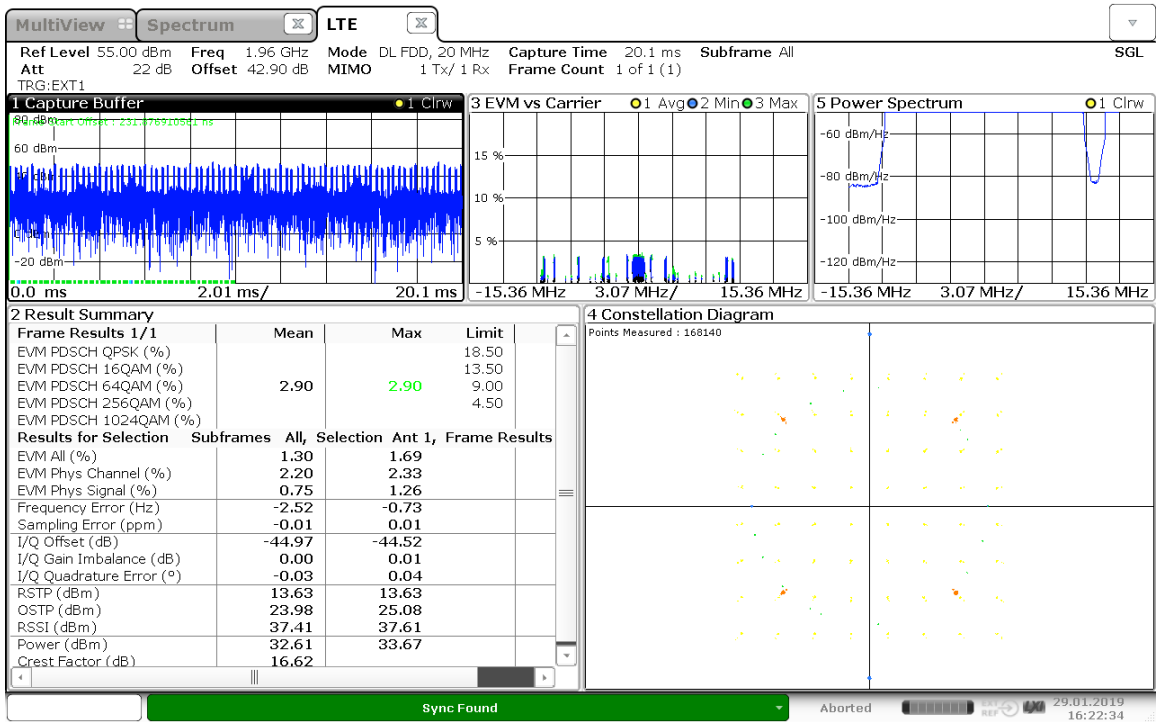 MultiView Spectrum LTE
Ref Level 55.00 dBm Freq 1.96 GHz Mode DL FDD, 20 MHz Capture Time 20.1 ms Subframe All SGL
Att 22 dB Offset 42.90 dB MIMO 1 Tx/ 1 Rx Frame Count 1 of 1 (1)
TRG:EXT1
1 Capture Buffer 1 Clrw
80 dBm
60 dBm
-20 dBm
0.0 ms 2.01 ms/ 20.1 ms
3 EVM vs Carrier 1 Avg 2 Min 3 Max
15 %
10 %
5 %
-15.36 MHz 3.07 MHz/ 15.36 MHz
5 Power Spectrum 1 Clrw
-60 dBm/Hz
-80 dBm/Hz
-100 dBm/Hz
-120 dBm/Hz
-15.36 MHz 3.07 MHz/ 15.36 MHz
2 Result Summary
Frame Results 1/1 Mean Max Limit
EVM PDSCH QPSK (%) 18.50
EVM PDSCH 16QAM (%) 13.50
EVM PDSCH 64QAM (%) 2.90 2.90 9.00
EVM PDSCH 256QAM (%) 4.50
EVM PDSCH 1024QAM (%)
Results for Selection Subframes All, Selection Ant 1, Frame Results
EVM All (%) 1.30 1.69
EVM Phys Channel (%) 2.20 2.33
EVM Phys Signal (%) 0.75 1.26
Frequency Error (Hz) -2.52 -0.73
Sampling Error (ppm) -0.01 0.01
I/Q Offset (dB) -44.97 -44.52
I/Q Gain Imbalance (dB) 0.00 0.01
I/Q Quadrature Error (°) -0.03 0.04
RSTP (dBm) 13.63 13.63
OSTP (dBm) 23.98 25.08
RSSI (dBm) 37.41 37.61
Power (dBm) 32.61 33.67
Crest Factor (dB) 16.62
4 Constellation Diagram
Points Measured : 168140
Sync Found
Aborted
EXT
REF
LXI
29.01.2019
16:22:34